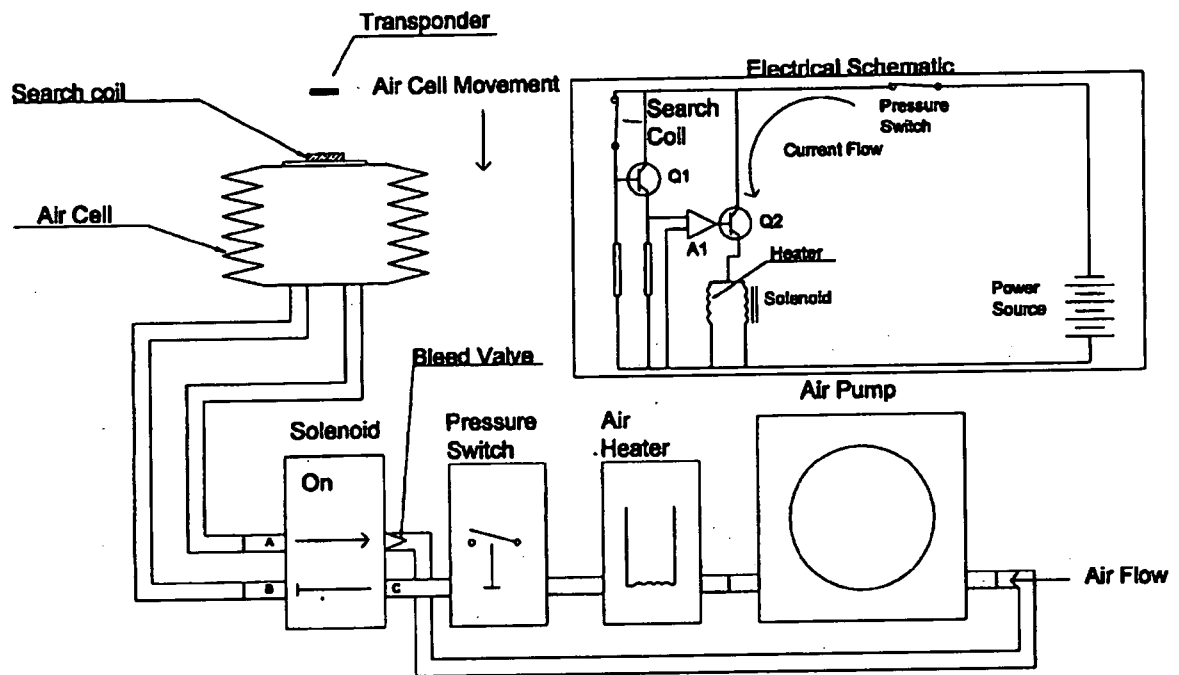 Transponder
Search coil
Air Cell Movement
Electrical Schematic
Search
Coil
Pressure
Switch
Current Flow
Q1
Air Cell
Q2
A1
Heater
Solenoid
Power
Source
Bleed Valve
Air Pump
Solenoid
Pressure
Switch
Air
Heater
On
A
B
C
Air Flow